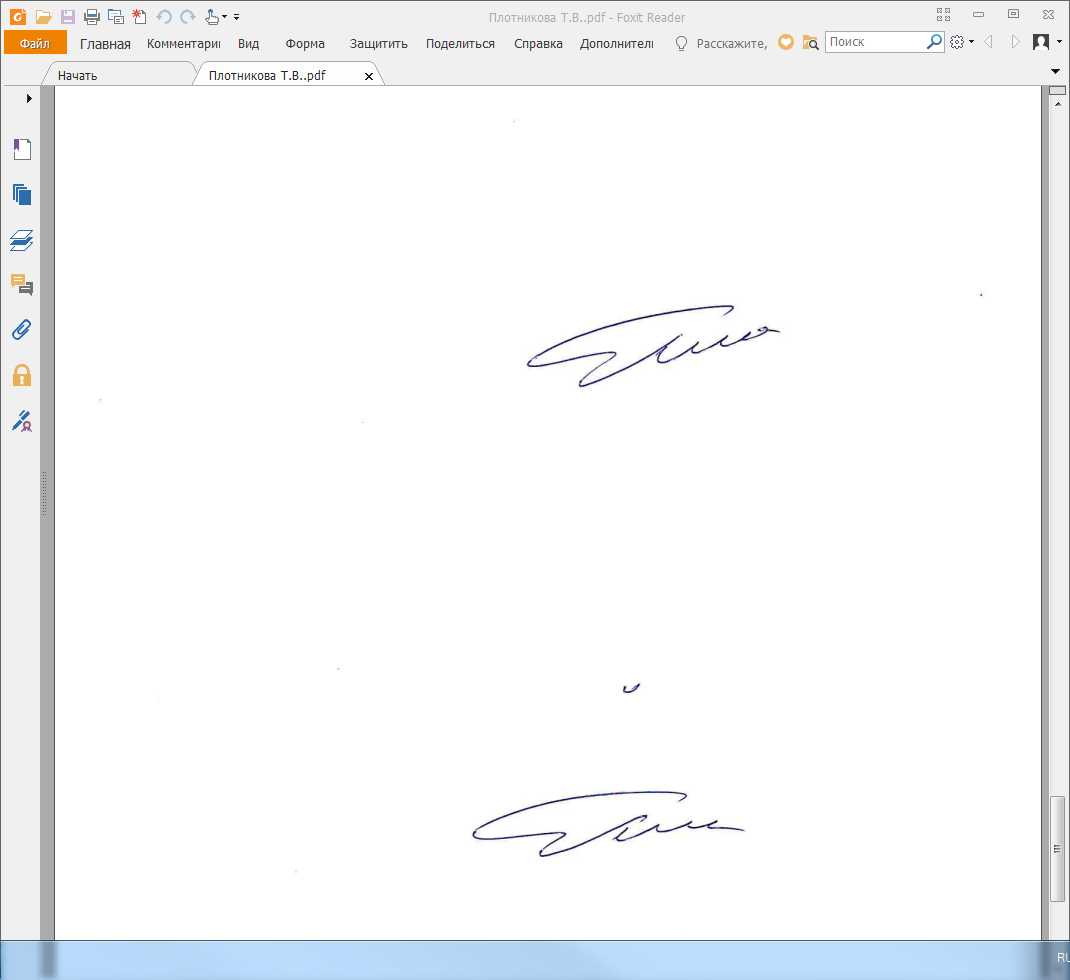 Плотникова Т.В..pdf - Foxit Reader
Файл Главная Комментари Вид Форма Защитить Поделиться Справка Дополнител Расскажите, Поиск
Начать Плотникова Т.В..pdf
RU